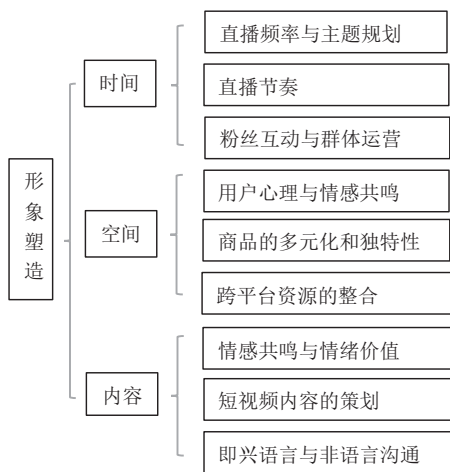 形象塑造
时间
直播频率与主题规划
直播节奏
粉丝互动与群体运营
空间
用户心理与情感共鸣
商品的多元化和独特性
跨平台资源的整合
内容
情感共鸣与情绪价值
短视频内容的策划
即兴语言与非语言沟通